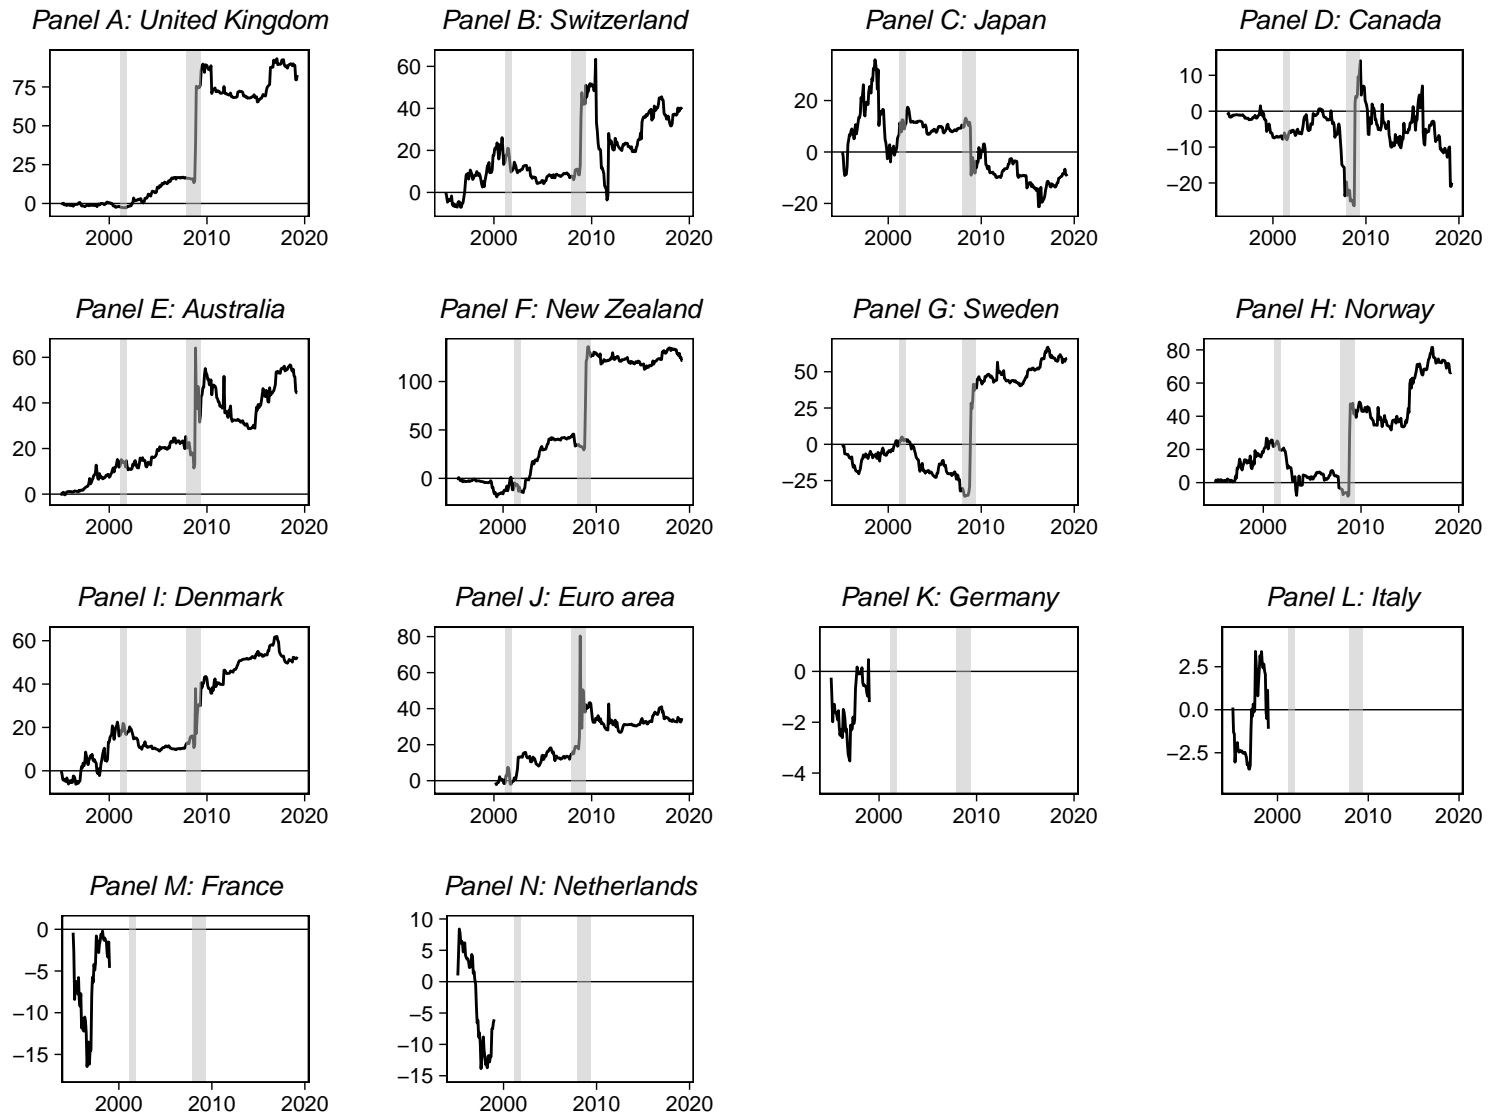 Panel A: United Kingdom
75
50
25
0
2000 2010 2020
Panel B: Switzerland
60
40
20
0
2000 2010 2020
Panel C: Japan
20
0
−20
2000 2010 2020
Panel D: Canada
10
0
−10
−20
2000 2010 2020
Panel E: Australia
60
40
20
0
2000 2010 2020
Panel F: New Zealand
100
50
0
2000 2010 2020
Panel G: Sweden
50
25
0
−25
2000 2010 2020
Panel H: Norway
80
60
40
20
0
2000 2010 2020
Panel I: Denmark
60
40
20
0
2000 2010 2020
Panel J: Euro area
80
60
40
20
0
2000 2010 2020
Panel K: Germany
0
−2
−4
2000 2010 2020
Panel L: Italy
2.5
0.0
−2.5
2000 2010 2020
Panel M: France
0
−5
−10
−15
2000 2010 2020
Panel N: Netherlands
10
5
0
−5
−10
−15
2000 2010 2020